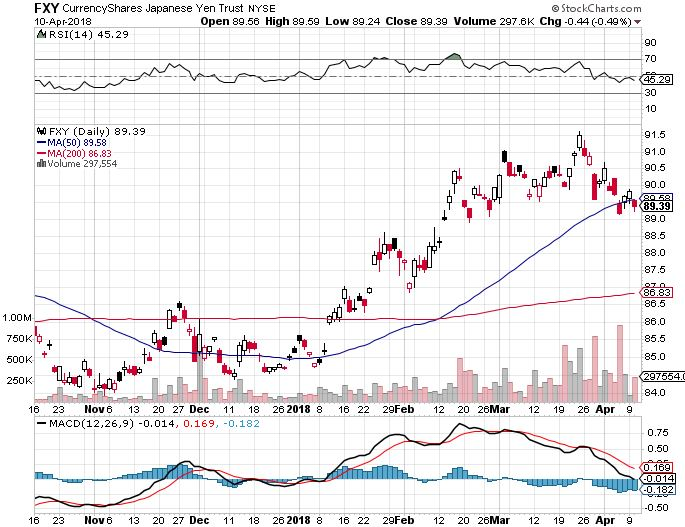 FXY CurrencyShares Japanese Yen Trust NYSE © StockCharts.com
10-Apr-2018 Open 89.56 High 89.59 Low 89.24 Close 89.39 Volume 297.6K Chg -0.44 (-0.49%)
RSI(14) 45.29
90
70
50
45.29
30
10
FXY (Daily) 89.39
MA(50) 89.58
MA(200) 86.83
Volume 297,554
91.5
91.0
90.5
90.0
89.58
89.39
89.0
88.5
88.0
87.5
86.83
86.5
86.0
85.5
85.0
84.0
1.00M
750K
500K
250K
297554.0
16 23 Nov 6 13 20 27 Dec 11 18 26 2018 8 16 22 29 Feb 12 20 26 Mar 12 19 26 Apr 9
MACD(12,26,9) -0.014, 0.169, -0.182
0.75
0.50
0.169
-0.014
-0.182
-0.50
16 23 Nov 6 13 20 27 Dec 11 18 26 2018 8 16 22 29 Feb 12 20 26 Mar 12 19 26 Apr 9